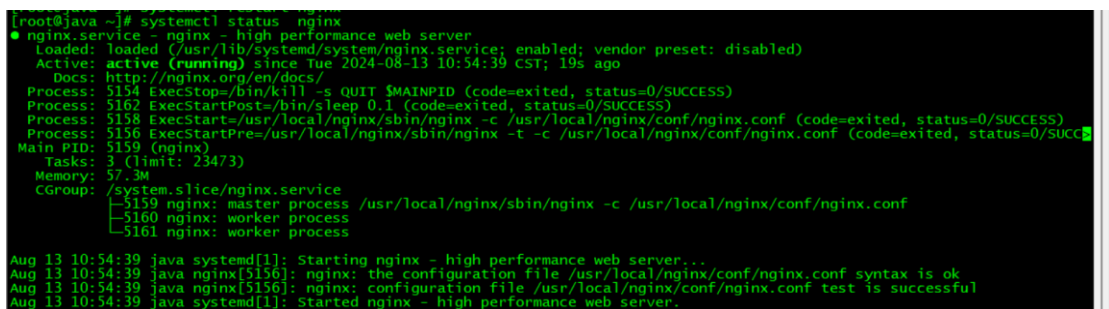 [root@java ~]# systemctl restart nginx
[root@java ~]# systemctl status  nginx
● nginx.service - nginx - high performance web server
   Loaded: loaded (/usr/lib/systemd/system/nginx.service; enabled; vendor preset: disabled)
   Active: active (running) since Tue 2024-08-13 10:54:39 CST; 19s ago
     Docs: http://nginx.org/en/docs/
  Process: 5154 ExecStop=/bin/kill -s QUIT $MAINPID (code=exited, status=0/SUCCESS)
  Process: 5162 ExecStartPost=/bin/sleep 0.1 (code=exited, status=0/SUCCESS)
  Process: 5158 ExecStart=/usr/local/nginx/sbin/nginx -c /usr/local/nginx/conf/nginx.conf (code=exited, status=0/SUCCESS)
  Process: 5156 ExecStartPre=/usr/local/nginx/sbin/nginx -t -c /usr/local/nginx/conf/nginx.conf (code=exited, status=0/SUCC>
 Main PID: 5159 (nginx)
    Tasks: 3 (limit: 23473)
   Memory: 57.3M
   CGroup: /system.slice/nginx.service
           ├─5159 nginx: master process /usr/local/nginx/sbin/nginx -c /usr/local/nginx/conf/nginx.conf
           ├─5160 nginx: worker process
           └─5161 nginx: worker process
Aug 13 10:54:39 java systemd[1]: Starting nginx - high performance web server...
Aug 13 10:54:39 java nginx[5156]: nginx: the configuration file /usr/local/nginx/conf/nginx.conf syntax is ok
Aug 13 10:54:39 java nginx[5156]: nginx: configuration file /usr/local/nginx/conf/nginx.conf test is successful
Aug 13 10:54:39 java systemd[1]: Started nginx - high performance web server.